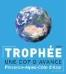 TROPHÉE
UNE COP D'AVANCE
Provence-Alpes-Côte d'Azur